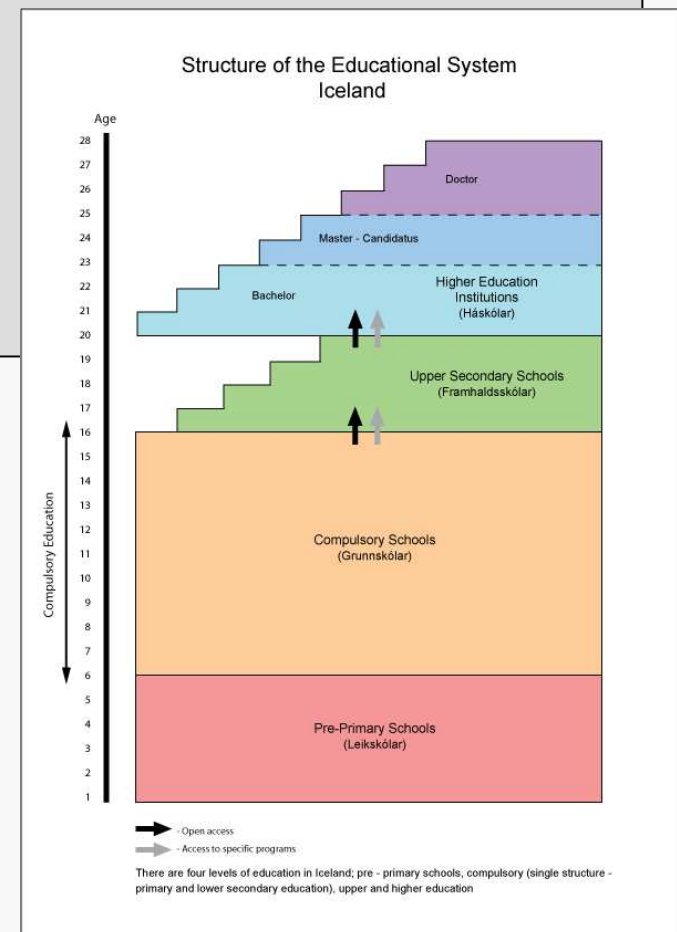 Structure of the Educational System
Iceland
Age
28
27
26
25
24
23
22
21
20
19
18
17
16
15
14
13
12
11
10
9
8
7
6
5
4
3
2
1
Compulsory Education
Doctor
Master - Candidatus
Bachelor
Higher Education
Institutions
(Háskólar)
Upper Secondary Schools
(Framhaldsskólar)
Compulsory Schools
(Grunnskólar)
Pre-Primary Schools
(Leikskólar)
- Open access
- Access to specific programs
There are four levels of education in Iceland; pre - primary schools, compulsory (single structure -
primary and lower secondary education), upper and higher education